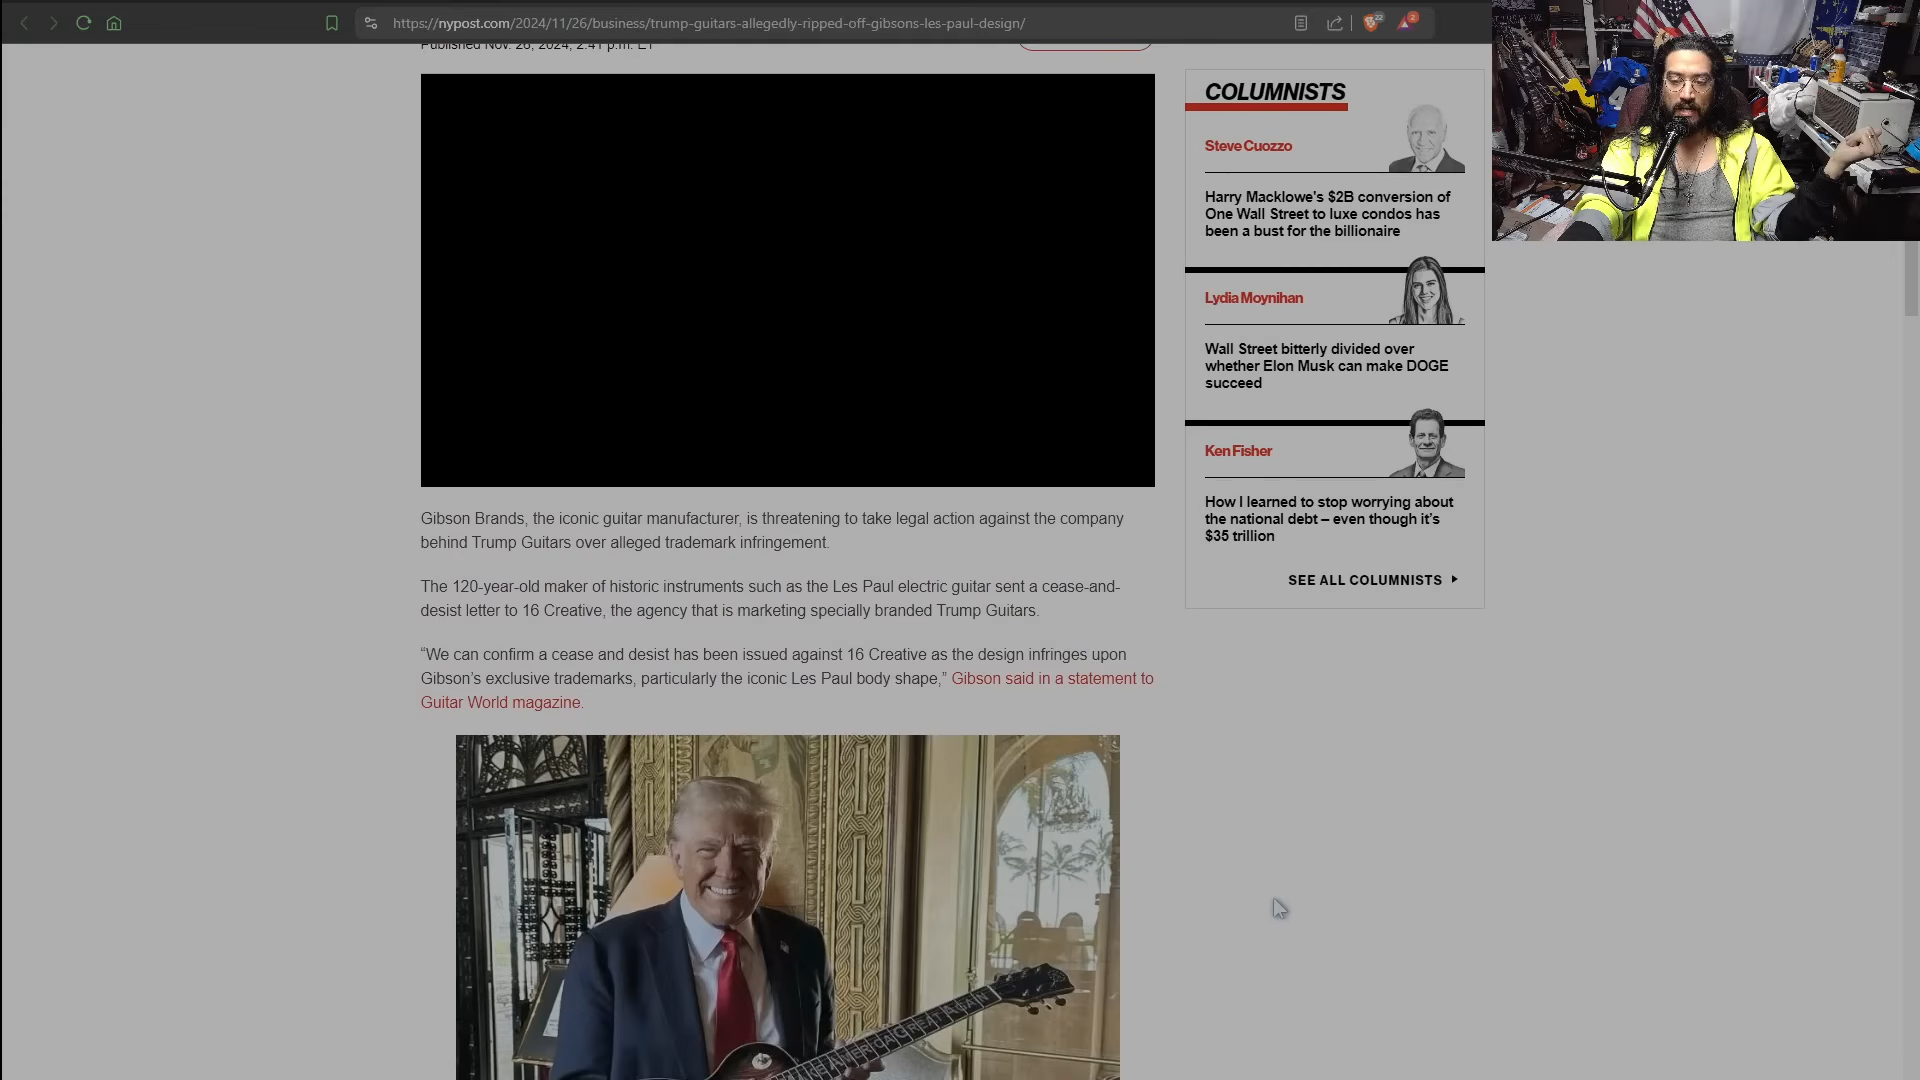 https://nypost.com/2024/11/26/business/trump-guitars-allegedly-ripped-off-gibsons-les-paul-design/
22
2
Published Nov. 26, 2024, 2:41 p.m. ET
COLUMNISTS
Steve Cuozzo
Harry Macklowe's $2B conversion of
One Wall Street to luxe condos has
been a bust for the billionaire
Lydia Moynihan
Wall Street bitterly divided over
whether Elon Musk can make DOGE
succeed
Ken Fisher
How I learned to stop worrying about
the national debt – even though it's
$35 trillion
SEE ALL COLUMNISTS
Gibson Brands, the iconic guitar manufacturer, is threatening to take legal action against the company
behind Trump Guitars over alleged trademark infringement.
The 120-year-old maker of historic instruments such as the Les Paul electric guitar sent a cease-and-
desist letter to 16 Creative, the agency that is marketing specially branded Trump Guitars.
“We can confirm a cease and desist has been issued against 16 Creative as the design infringes upon
Gibson’s exclusive trademarks, particularly the iconic Les Paul body shape,” Gibson said in a statement to
Guitar World magazine.
MAKE AMERICA GREAT AGAIN